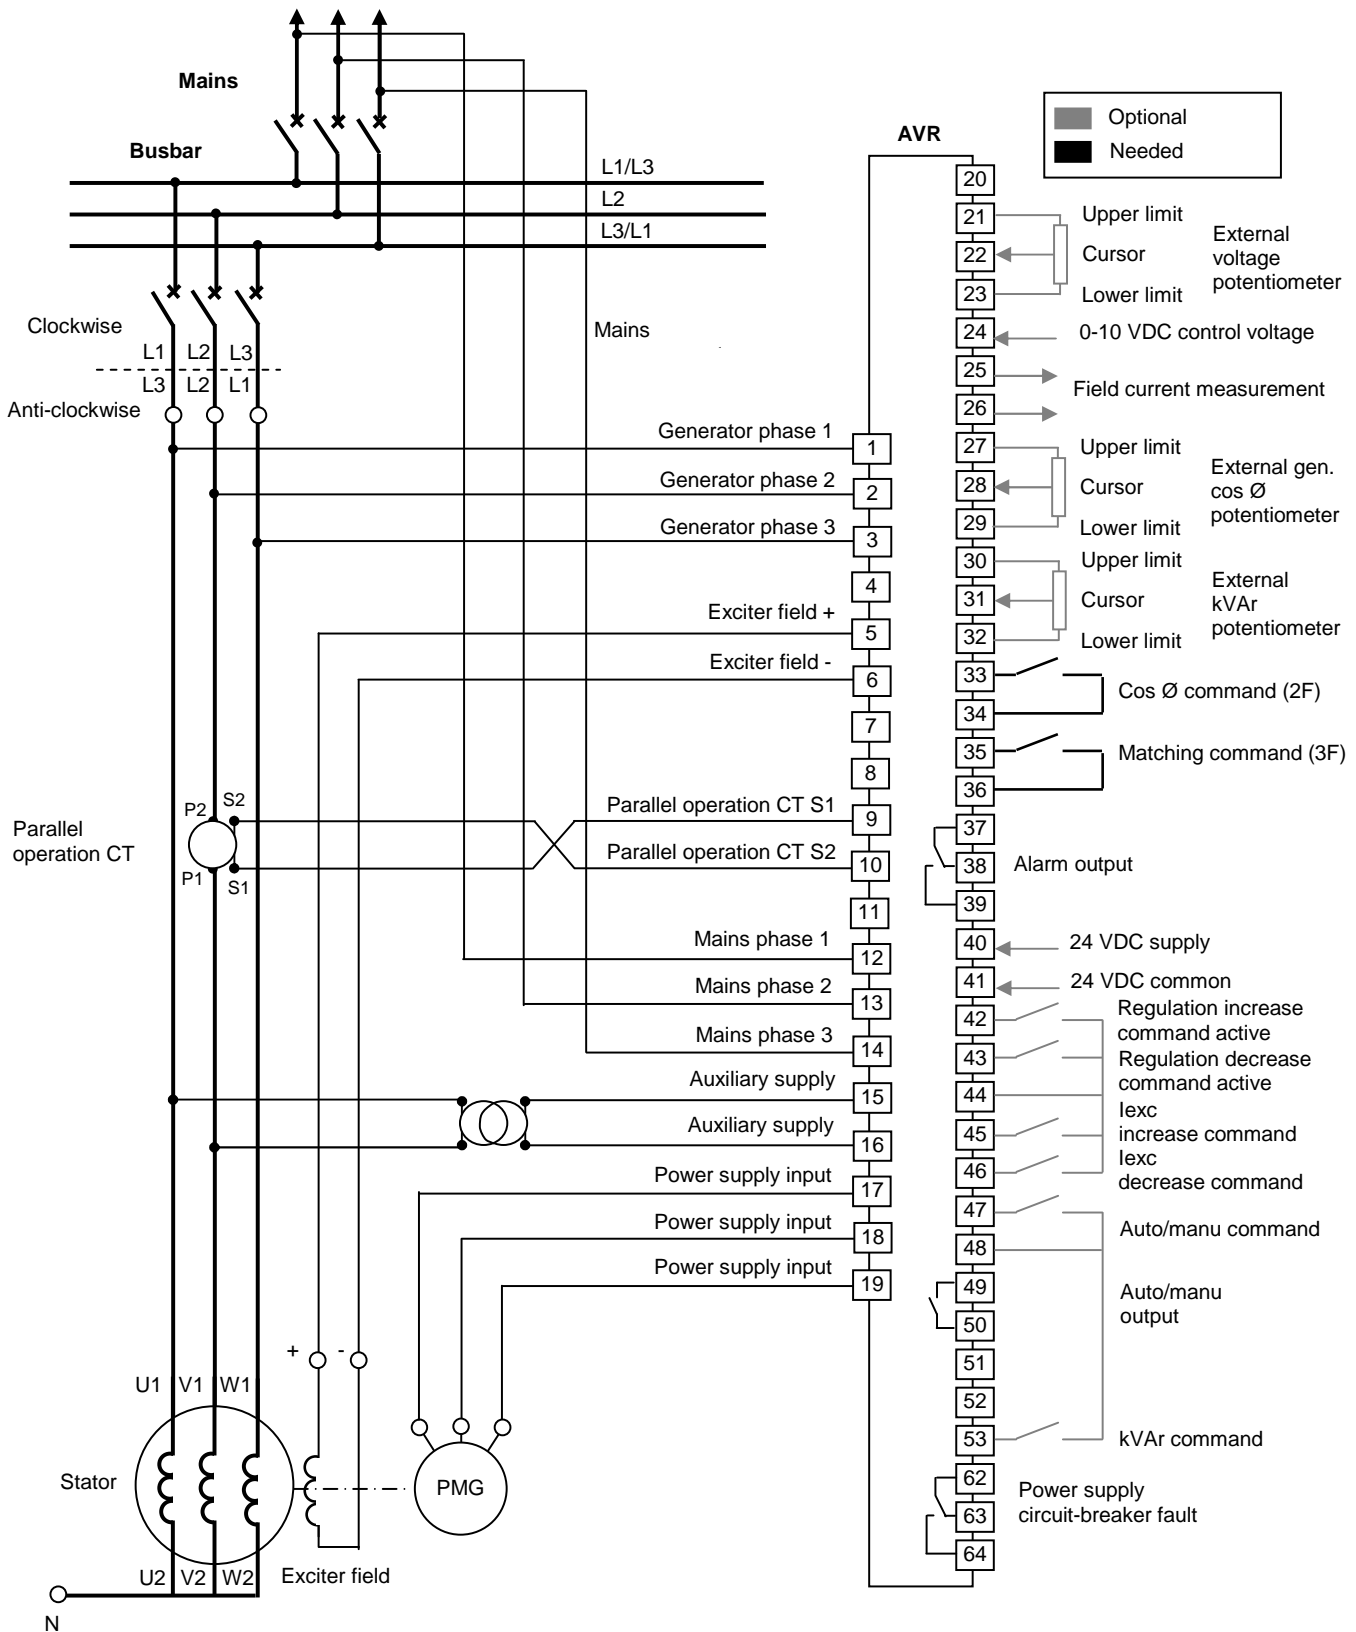 Mains
Busbar
L1/L3
L2
L3/L1
Clockwise
L1 L2 L3
L3 L2 L1
Anti-clockwise
Mains
Generator phase 1
Generator phase 2
Generator phase 3
Exciter field +
Exciter field -
Parallel
operation CT
P2 S2
P1 S1
Parallel operation CT S1
Parallel operation CT S2
Mains phase 1
Mains phase 2
Mains phase 3
Auxiliary supply
Auxiliary supply
Power supply input
Power supply input
Power supply input
+ -
U1 V1 W1
Stator
PMG
U2 V2 W2
Exciter field
N
AVR
1
2
3
4
5
6
7
8
9
10
11
12
13
14
15
16
17
18
19
Optional
Needed
20
21 Upper limit
22 Cursor
23 Lower limit
External
voltage
potentiometer
24 0-10 VDC control voltage
25
26
Field current measurement
27 Upper limit
28 Cursor
29 Lower limit
External gen.
cos Ø
potentiometer
30 Upper limit
31 Cursor
32 Lower limit
External
kVAr
potentiometer
33
34
Cos Ø command (2F)
35
36
Matching command (3F)
37
38
39
Alarm output
40 24 VDC supply
41 24 VDC common
42 Regulation increase
command active
43 Regulation decrease
command active
44
45 Iexc
increase command
46 Iexc
decrease command
47
48
Auto/manu command
49
50
Auto/manu
output
51
52
53 kVAr command
62
63
64
Power supply
circuit-breaker fault